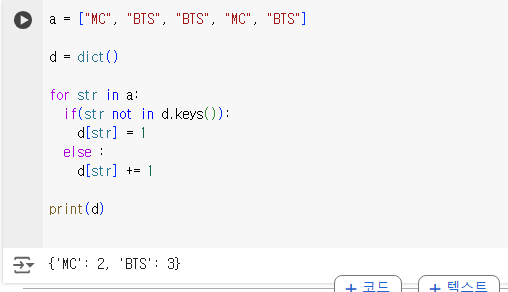 a = ["MC", "BTS", "BTS", "MC", "BTS"]
d = dict()
for str in a:
  if(str not in d.keys()):
    d[str] = 1
  else :
    d[str] += 1
print(d)
{'MC': 2, 'BTS': 3}
+ 코드 + 텍스트